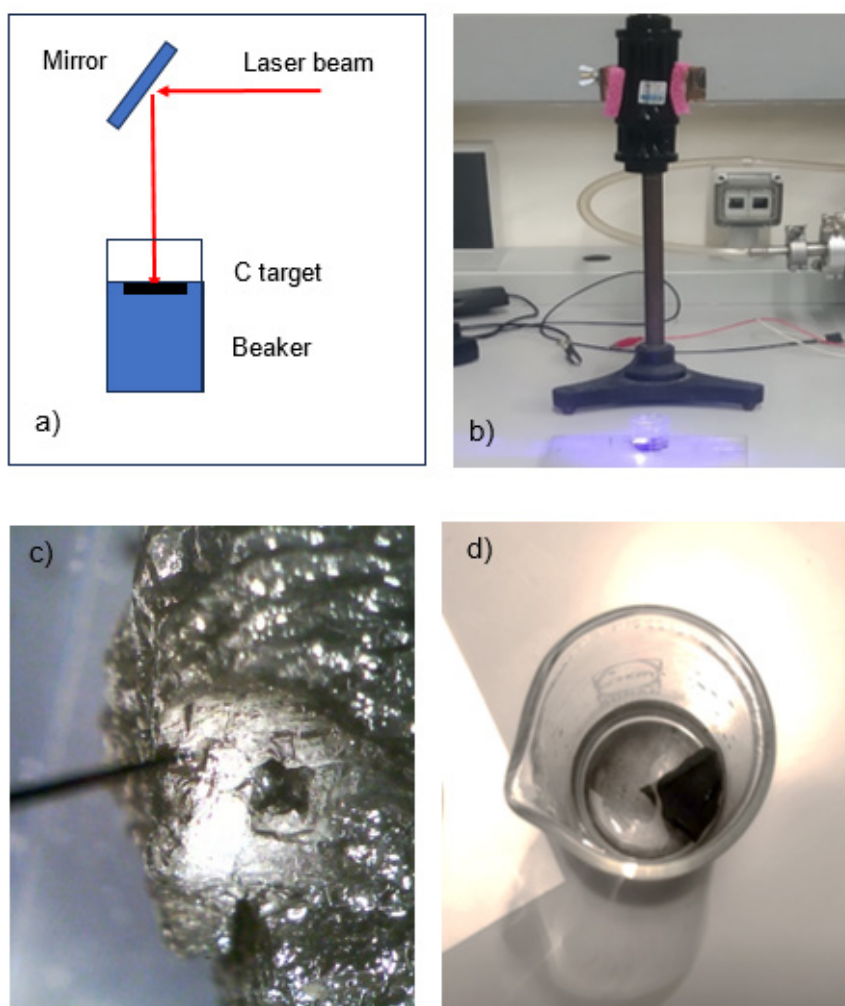 Mirror
Laser beam
C target
Beaker
a)
b)
c)
d)